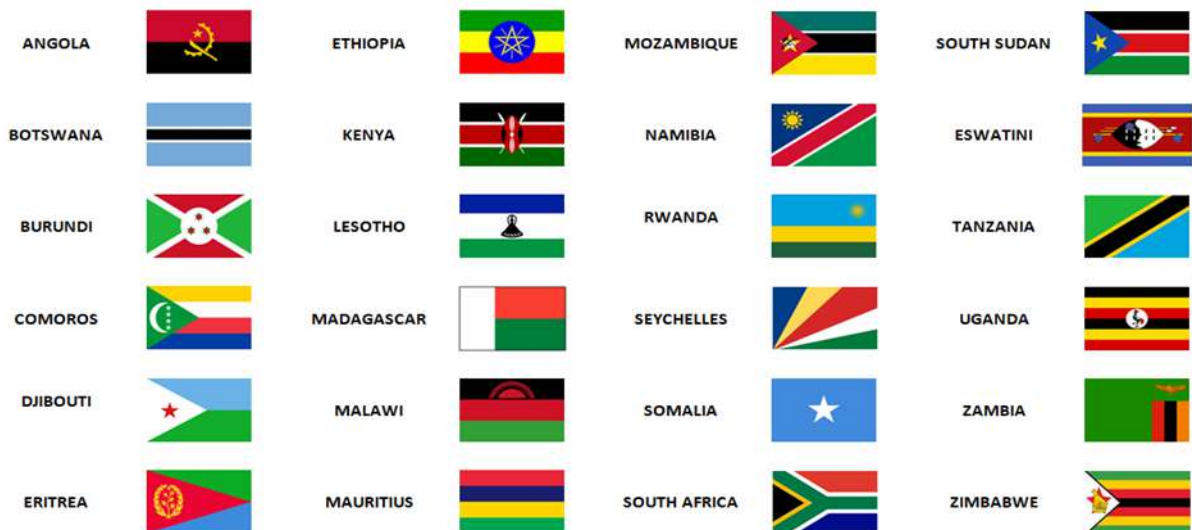 ANGOLA ETHIOPIA MOZAMBIQUE SOUTH SUDAN
BOTSWANA KENYA NAMIBIA ESWATINI
BURUNDI LESOTHO RWANDA TANZANIA
COMOROS MADAGASCAR SEYCHELLES UGANDA
DJIBOUTI MALAWI SOMALIA ZAMBIA
ERITREA MAURITIUS SOUTH AFRICA ZIMBABWE